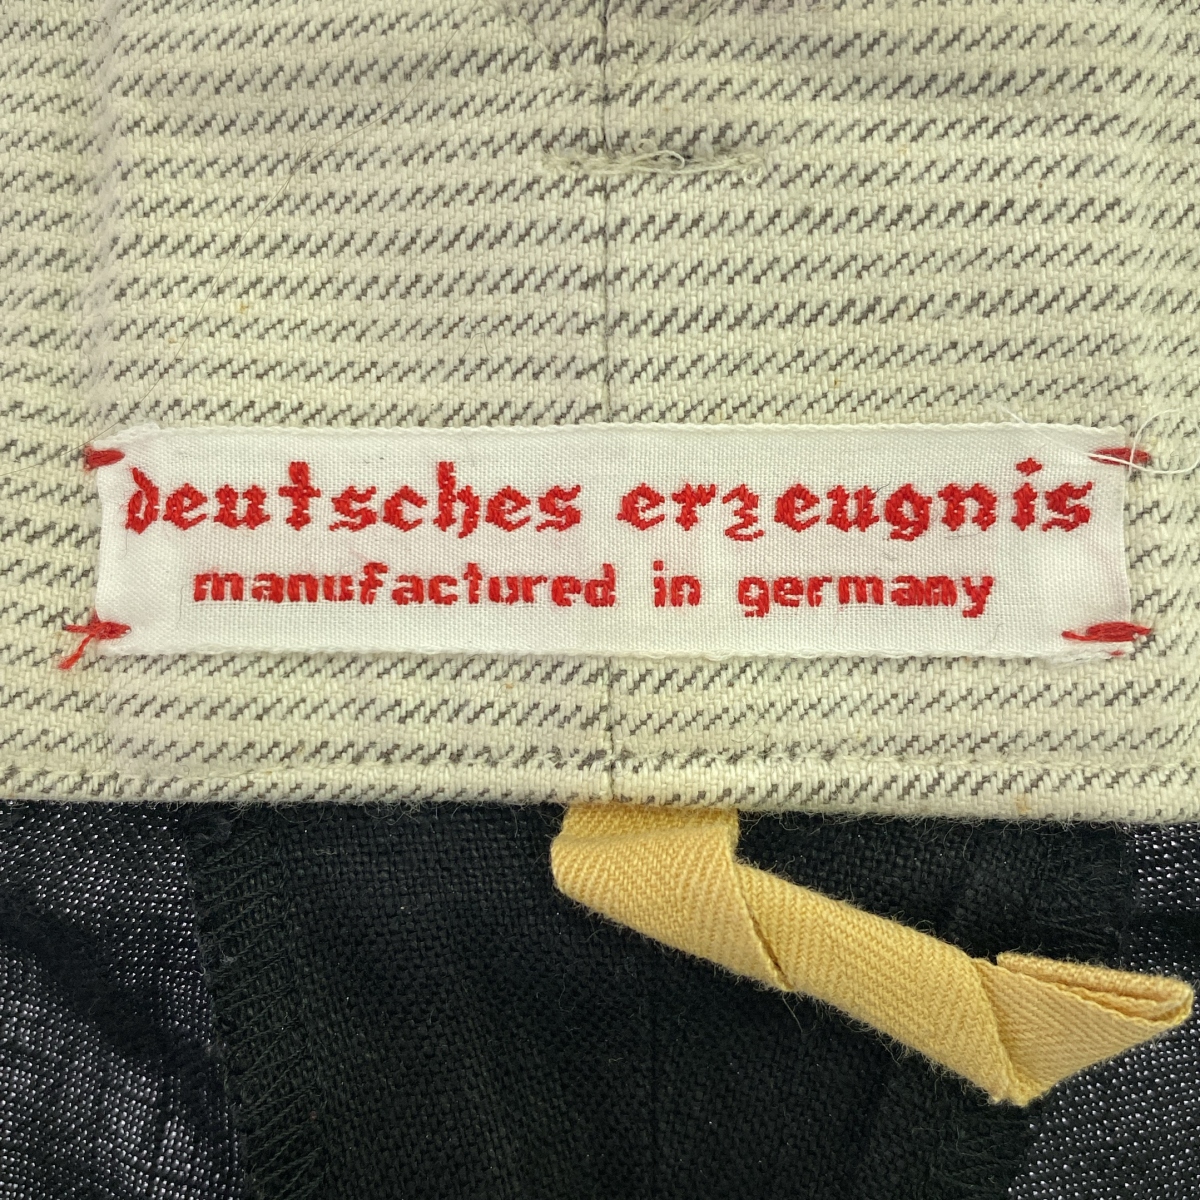 deutsches erzeugnis
manufactured in germany